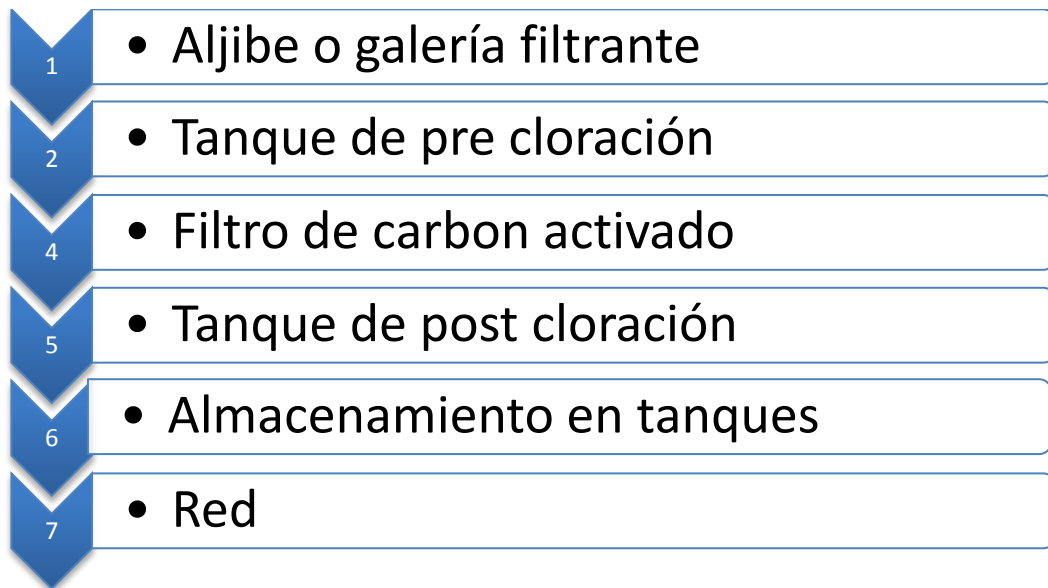 1
• Aljibe o galería filtrante
2
• Tanque de pre cloración
4
• Filtro de carbon activado
5
• Tanque de post cloración
6
• Almacenamiento en tanques
7
• Red